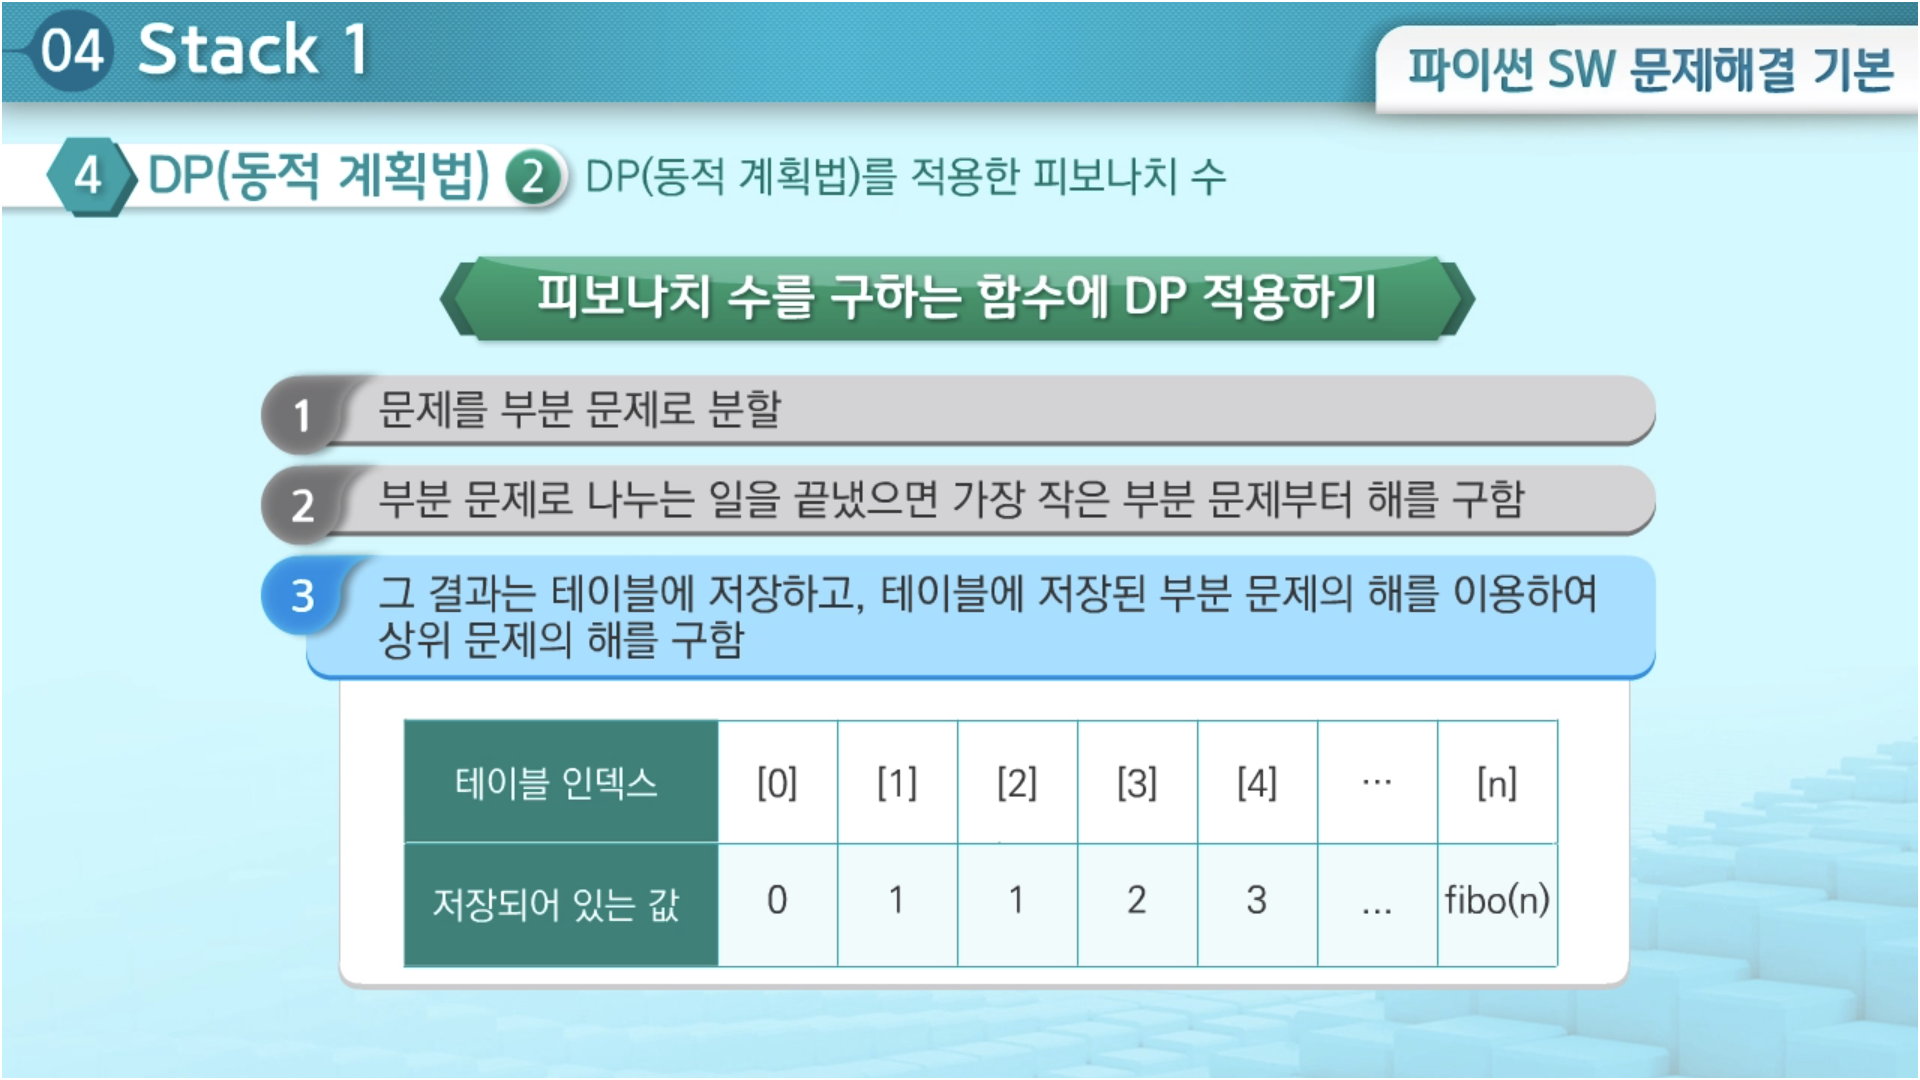 04 Stack 1
파이썬 SW 문제해결 기본
4 DP(동적 계획법) 2 DP(동적 계획법)를 적용한 피보나치 수
피보나치 수를 구하는 함수에 DP 적용하기
1 문제를 부분 문제로 분할
2 부분 문제로 나누는 일을 끝냈으면 가장 작은 부분 문제부터 해를 구함
3 그 결과는 테이블에 저장하고, 테이블에 저장된 부분 문제의 해를 이용하여
상위 문제의 해를 구함
테이블 인덱스 [0] [1] [2] [3] [4] ... [n]
저장되어 있는 값 0 1 1 2 3 ... fibo(n)